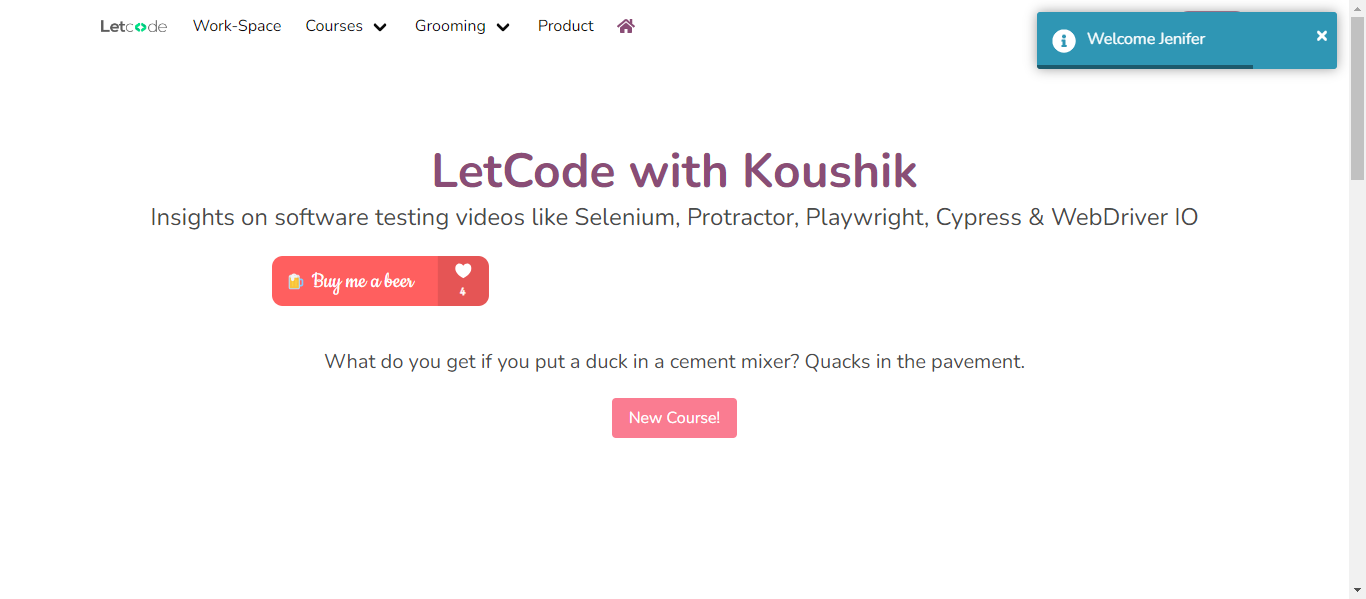 Letcode Work-Space Courses Grooming Product
Welcome Jenifer
LetCode with Koushik
Insights on software testing videos like Selenium, Protractor, Playwright, Cypress & WebDriver IO
Buy me a beer
4
What do you get if you put a duck in a cement mixer? Quacks in the pavement.
New Course!